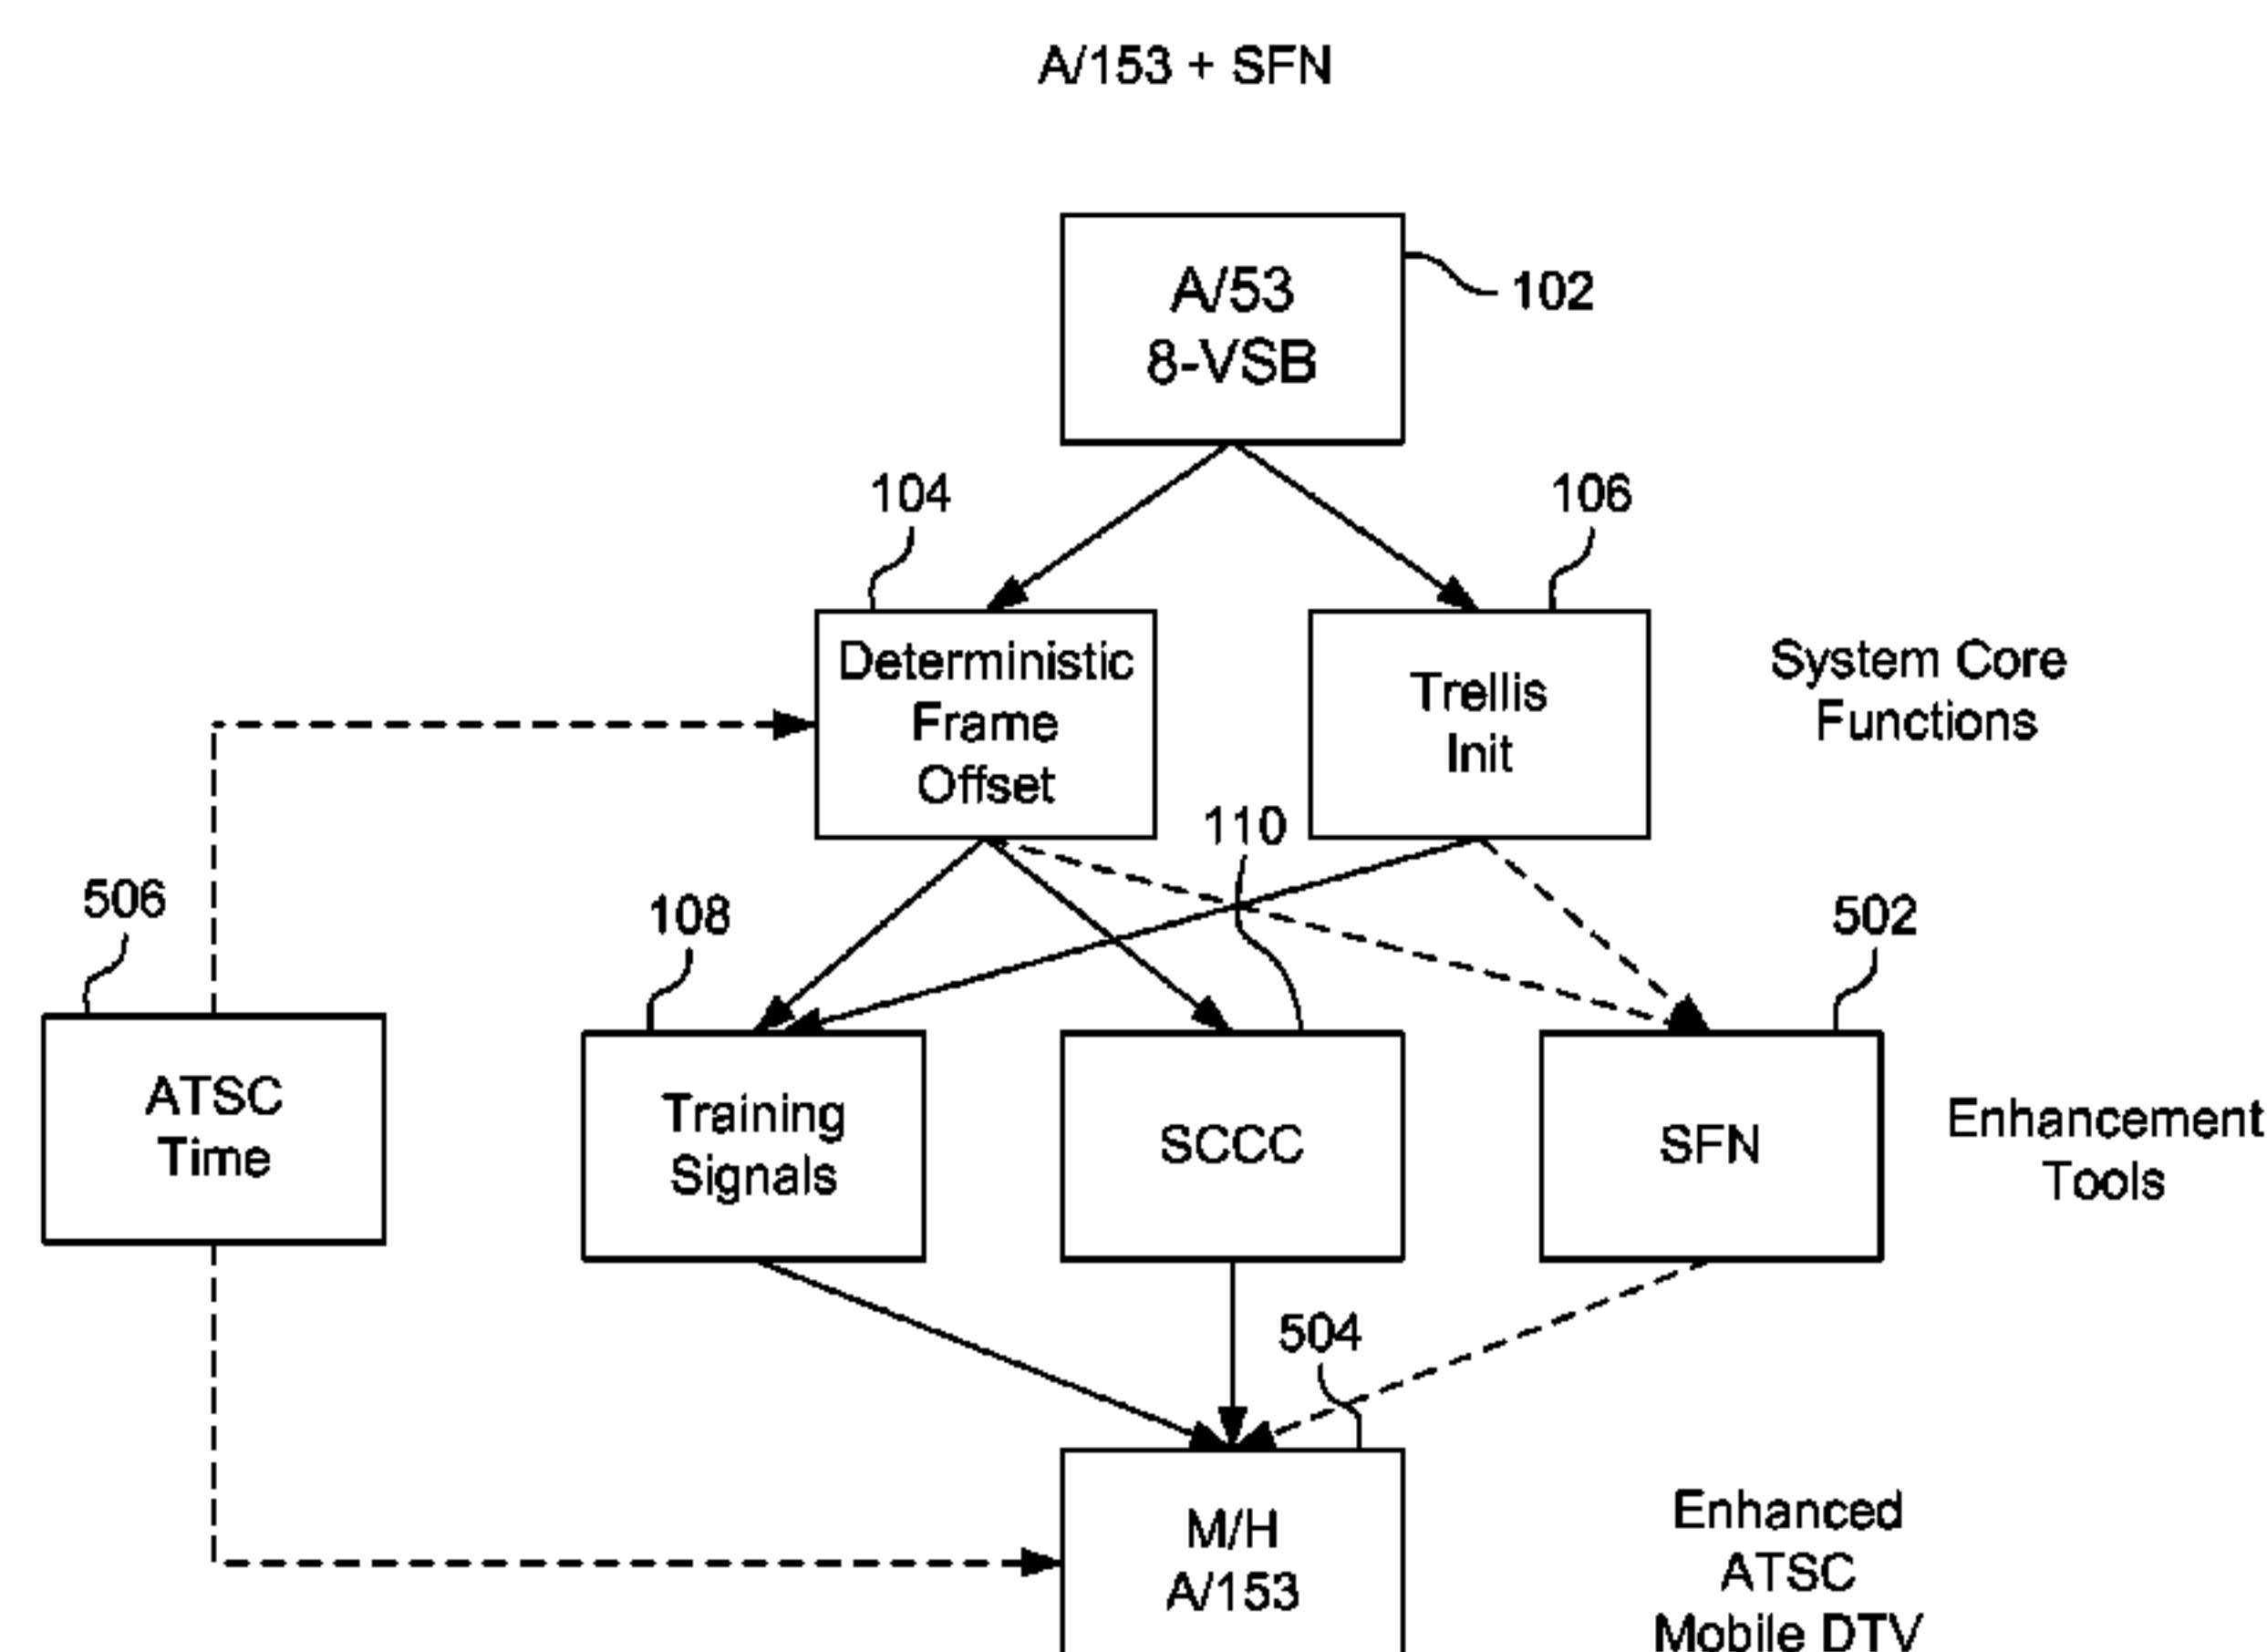 A/153 + SFN
A/53
8-VSB
102
104
106
Deterministic
Frame
Offset
Trellis
Init
System Core
Functions
110
506
108
502
ATSC
Time
Training
Signals
SCCC
SFN
Enhancement
Tools
504
M/H
A/153
Enhanced
ATSC
Mobile DTV